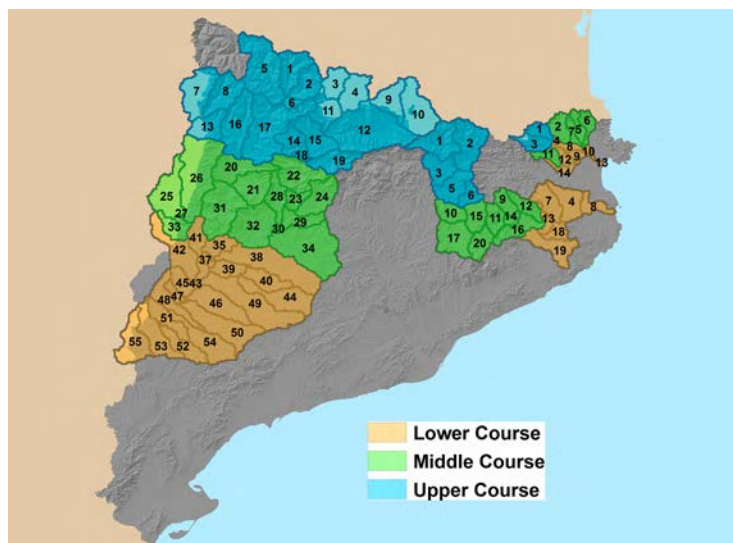 5 1
7 8 2 3 4 9
6 11 10
13 16 17 14 15 12
18 19
1 2
3
5 6
1 2 7 5 6
3 4 8
11 12 9 10
14 13
20 22
26 21 28 23 24
25 27 31 32 30 29
33 34
9 12
10 15 11 14
17 20 16
7 4 8
13 18
19
41 35
42 37 38
39
45 43 40
48 47 46 49 44
51 50
55 53 52 54
Lower Course
Middle Course
Upper Course